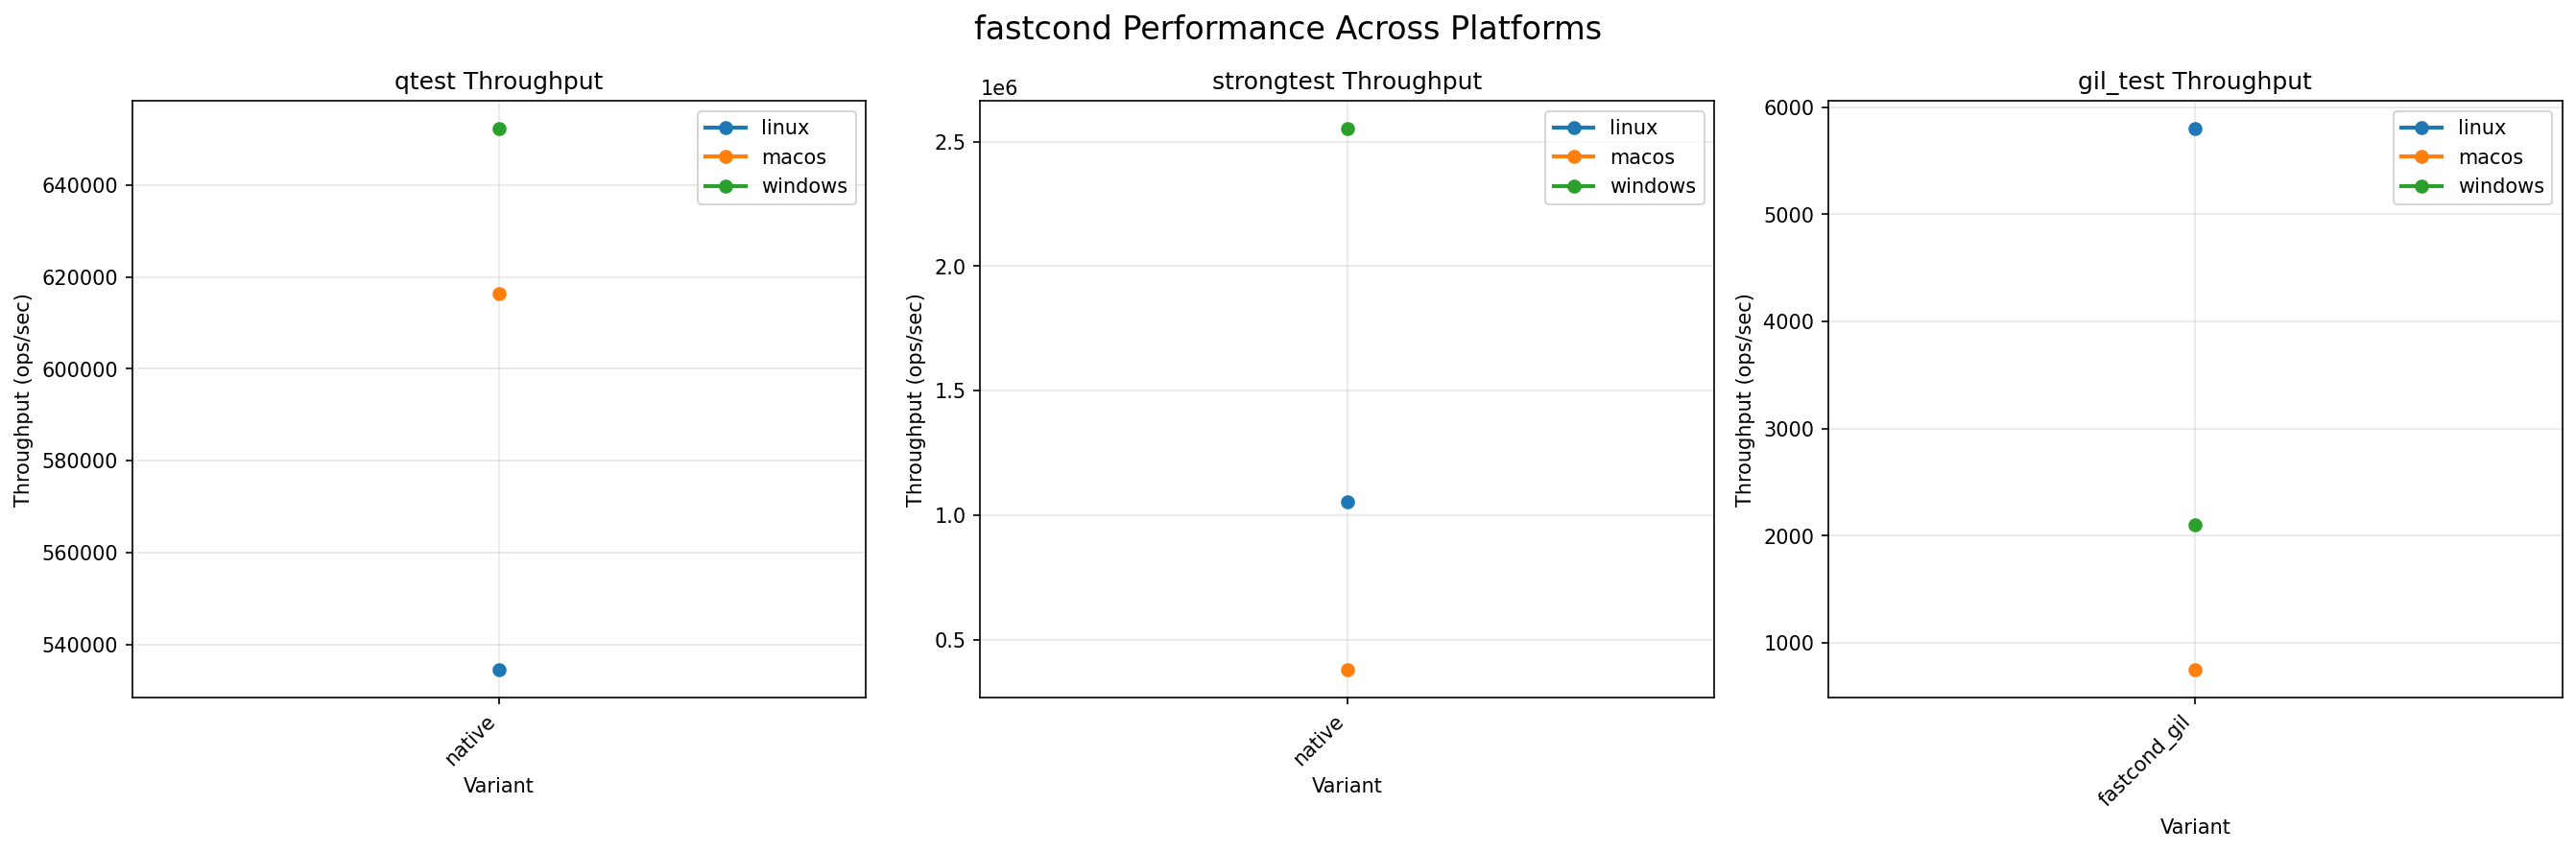 fastcond Performance Across Platforms
qtest Throughput
Throughput (ops/sec)
640000
620000
600000
580000
560000
540000
linux
macos
windows
native
Variant
strongtest Throughput
1e6
Throughput (ops/sec)
2.5
2.0
1.5
1.0
0.5
linux
macos
windows
native
Variant
gil_test Throughput
Throughput (ops/sec)
6000
5000
4000
3000
2000
1000
linux
macos
windows
fastcond_gil
Variant